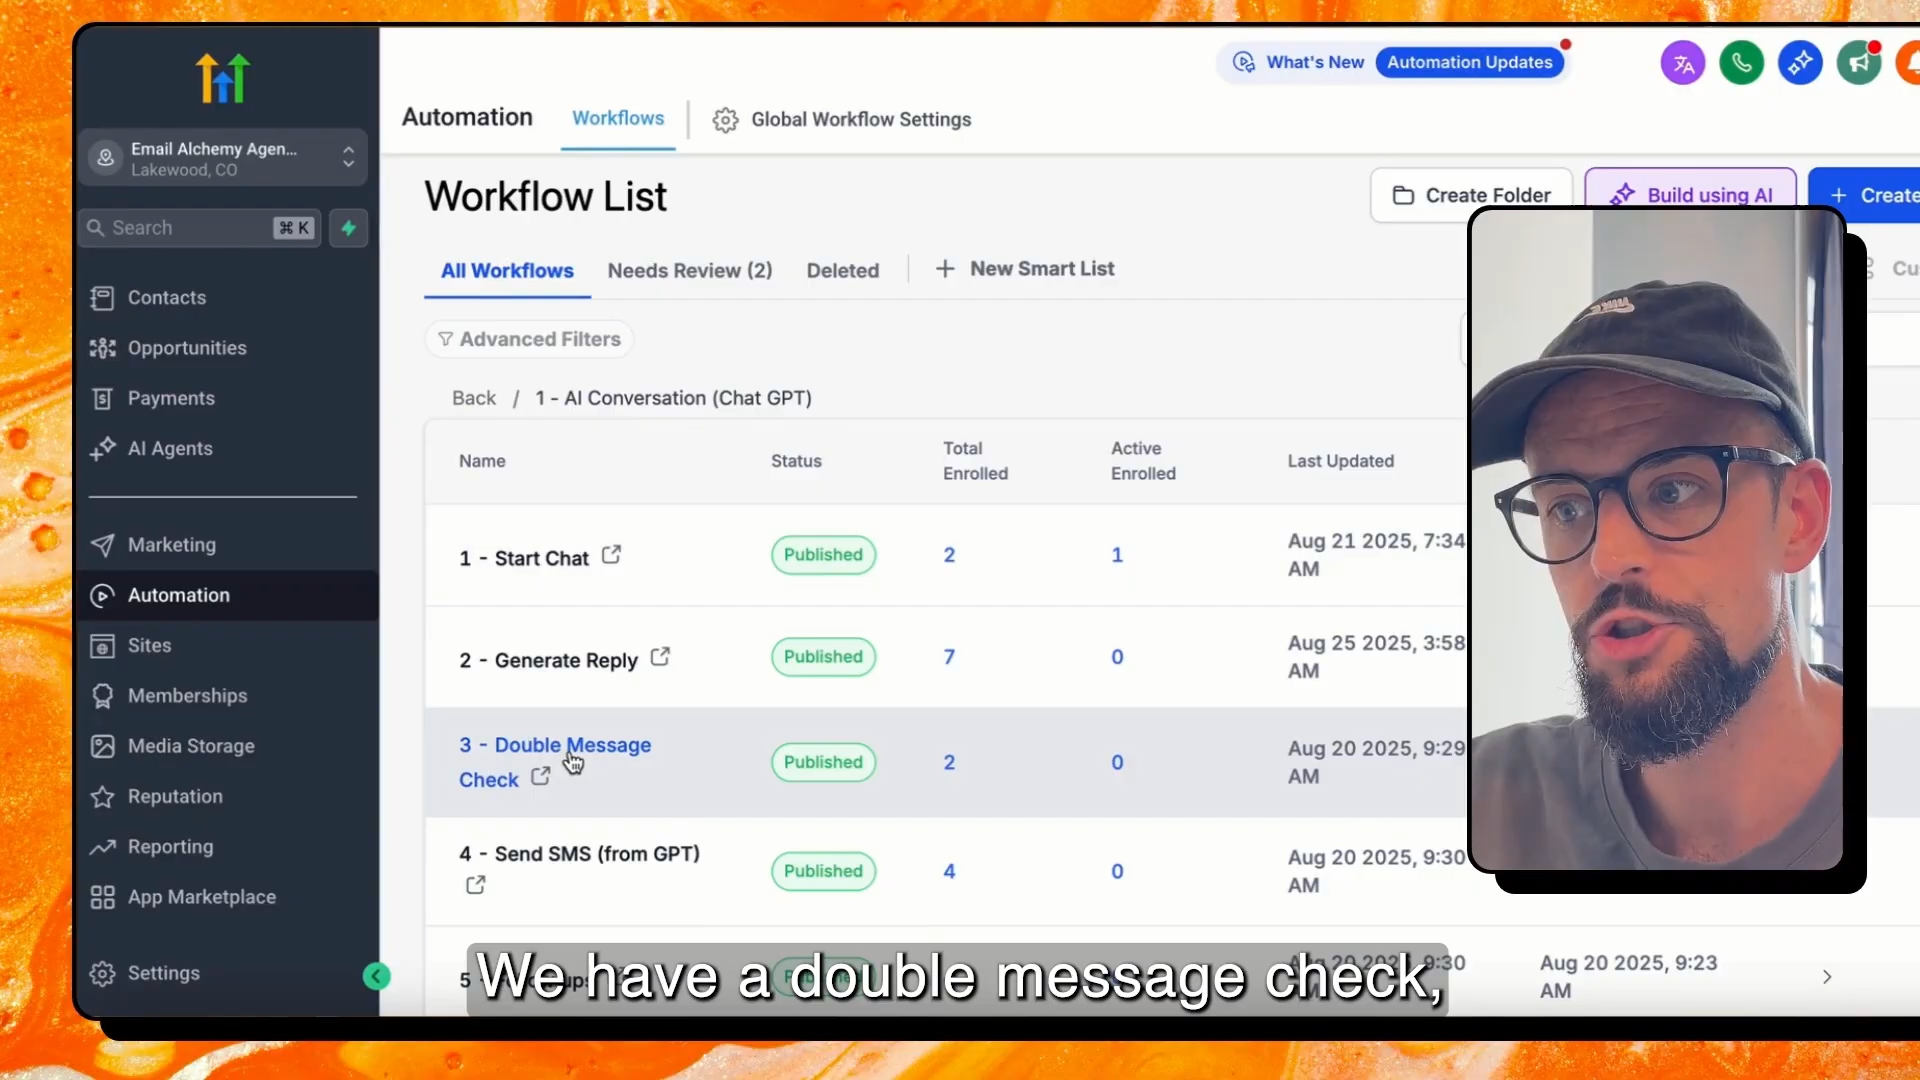 What's New
Automation Updates
Automation
Workflows
Global Workflow Settings
Email Alchemy Agen...
Lakewood, CO
Search
⌘ K
Contacts
Opportunities
Payments
AI Agents
Marketing
Automation
Sites
Memberships
Media Storage
Reputation
Reporting
App Marketplace
Settings
Workflow List
Create Folder
Build using AI
+ Create
All Workflows
Needs Review (2)
Deleted
+ New Smart List
Advanced Filters
Back / 1 - AI Conversation (Chat GPT)
Name
Status
Total
Enrolled
Active
Enrolled
Last Updated
1 - Start Chat
Published
2
1
Aug 21 2025, 7:34
AM
2 - Generate Reply
Published
7
0
Aug 25 2025, 3:58
AM
3 - Double Message
Check
Published
2
0
Aug 20 2025, 9:29
AM
4 - Send SMS (from GPT)
Published
4
0
Aug 20 2025, 9:30
AM
5
Aug 20 2025, 9:23
AM
We have a double message check,